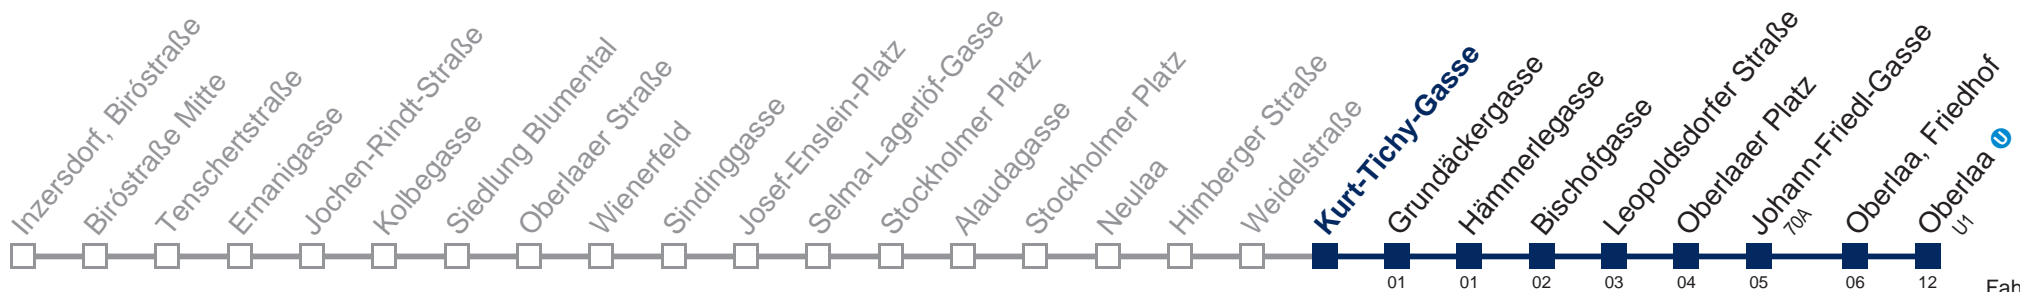 Inzersdorf, Biróstraße
Biróstraße Mitte
Tenschertstraße
Ernanigasse
Jochen-Rindt-Straße
Kolbegasse
Siedlung Blumental
Oberlaaer Straße
Wienerfeld
Sindinggasse
Josef-Enslein-Platz
Selma-Lagerlöf-Gasse
Stockholmer Platz
Alaudagasse
Stockholmer Platz
Neulaa
Himberger Straße
Weidelstraße
Kurt-Tichy-Gasse
Grundäckergasse
Hämmerlegasse
Bischofgasse
Leopoldsdorfer Straße
Oberlaaer Platz
Johann-Friedl-Gasse
70A
Oberlaa, Friedhof
Oberlaa U
U1
01
01
02
03
04
05
06
12
Fah